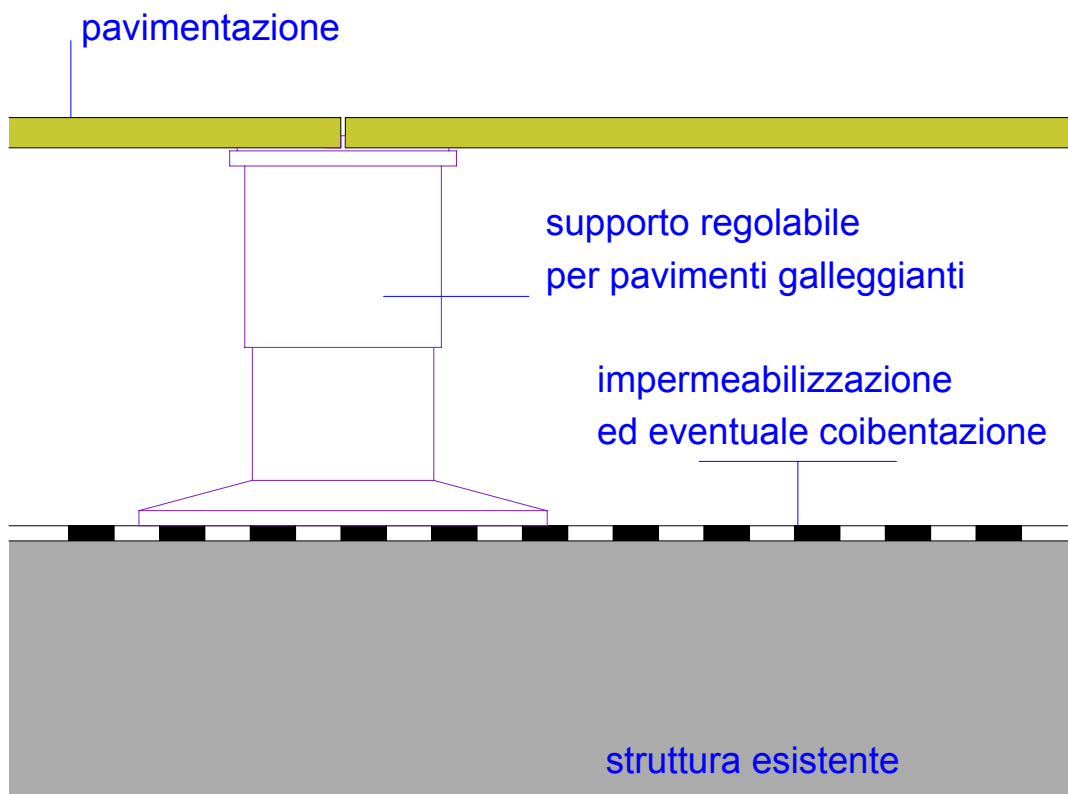 pavimentazione
supporto regolabile
per pavimenti galleggianti
impermeabilizzazione
ed eventuale coibentazione
struttura esistente